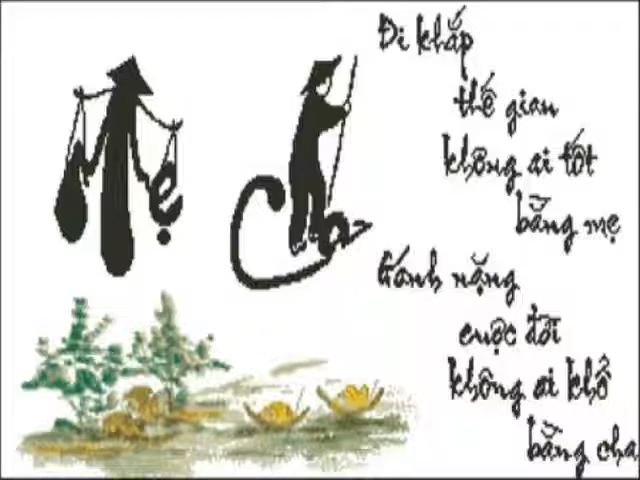 Mẹ Cha
Đi khắp
thế gian
không ai tốt
bằng mẹ
Gánh nặng
cuộc đời
không ai khổ
bằng cha